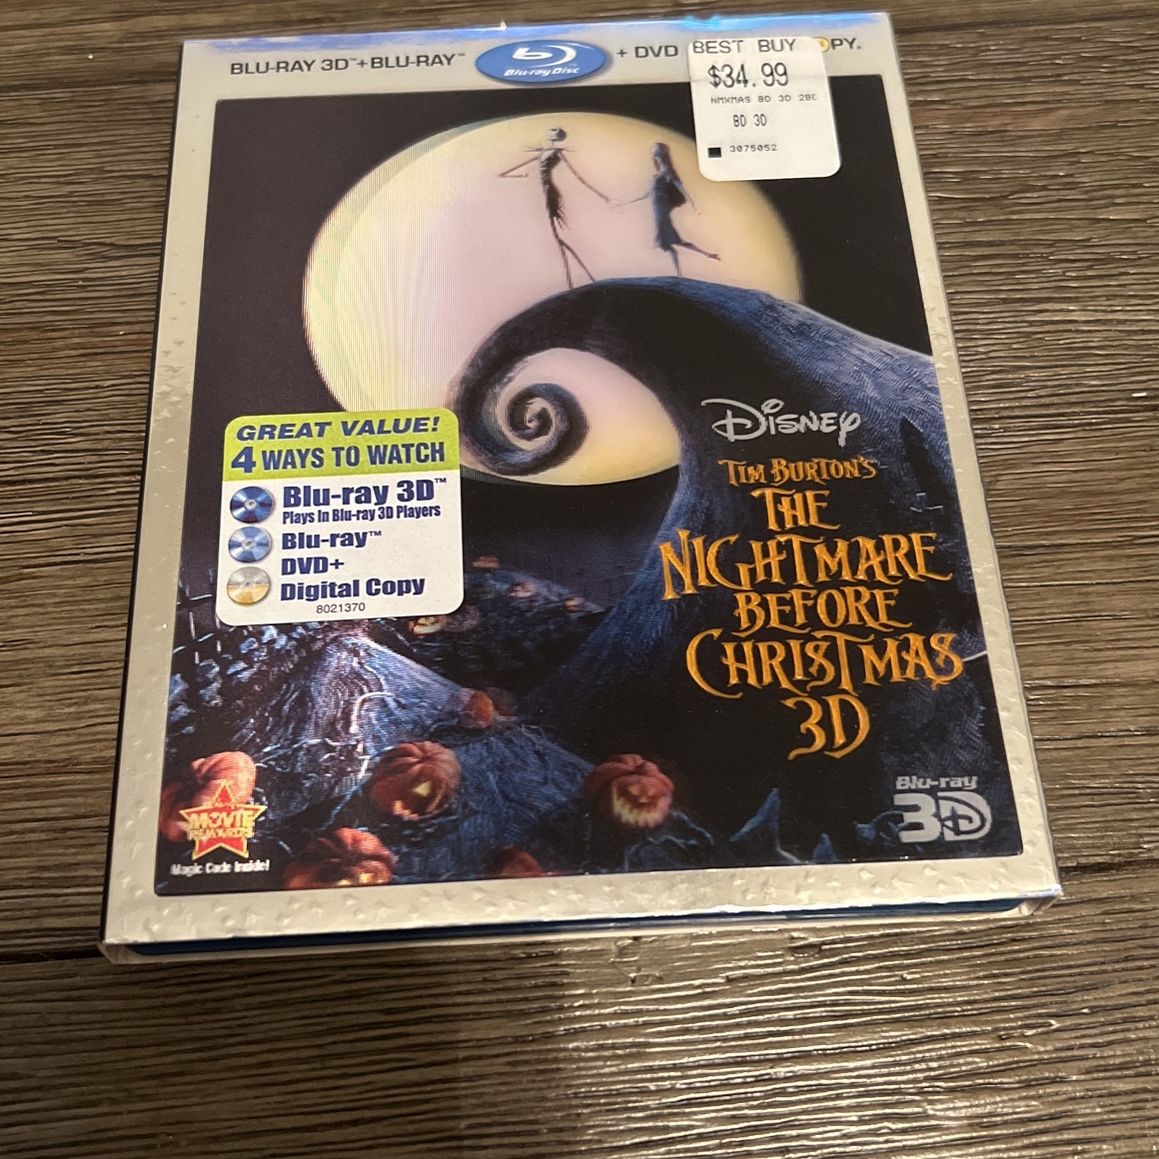 BLU-RAY 3D™+BLU-RAY™ Blu-ray Disc + DVD OPY.
BEST BUY
$34.99
NMXMAS BD 3D 2BE
BD 3D
3075052
GREAT VALUE!
4 WAYS TO WATCH
Blu-ray 3D™
Plays In Blu-ray 3D Players
Blu-ray™
DVD+
Digital Copy
8021370
DISNEY
TIM BURTON'S
THE
NIGHTMARE
BEFORE
CHRISTMAS
3D
Blu-ray
3D
MOVIE
REWARDS
Magic Code Inside!